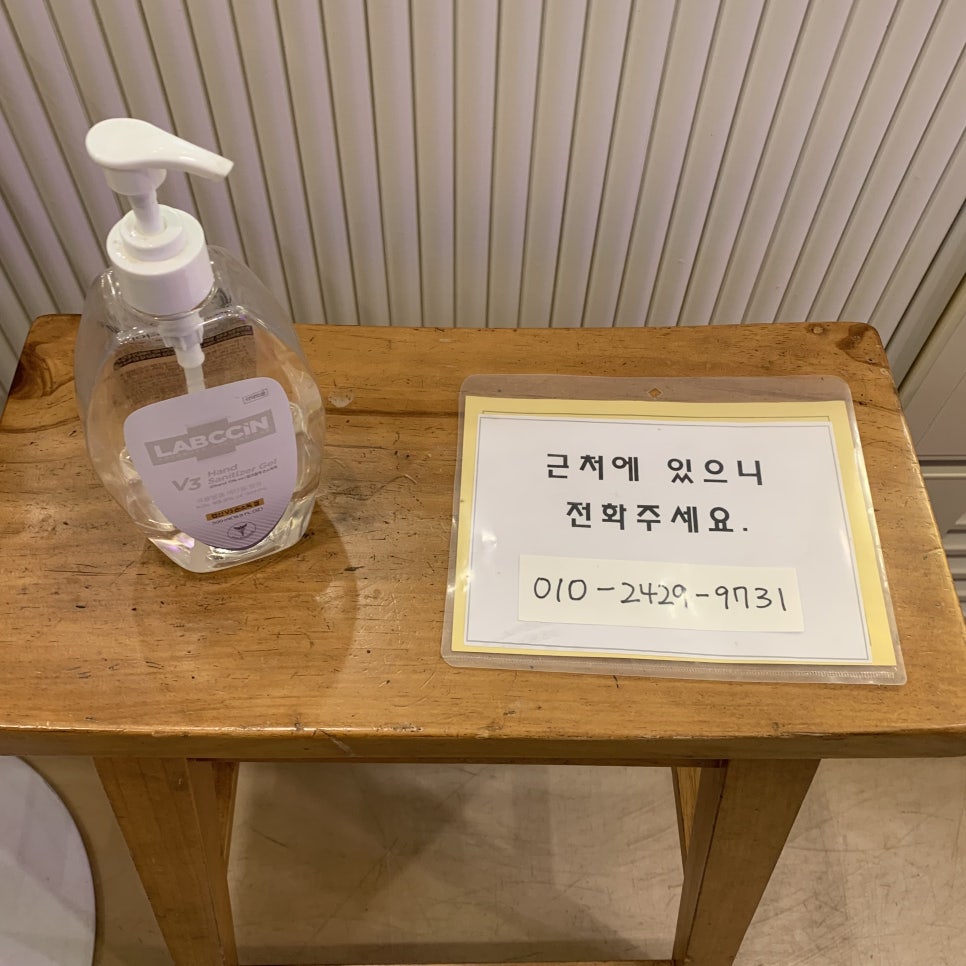 LABCCiN
V3 Hand
Sanitizer Gel
근처에 있으니
전화주세요.
010-2429-9731